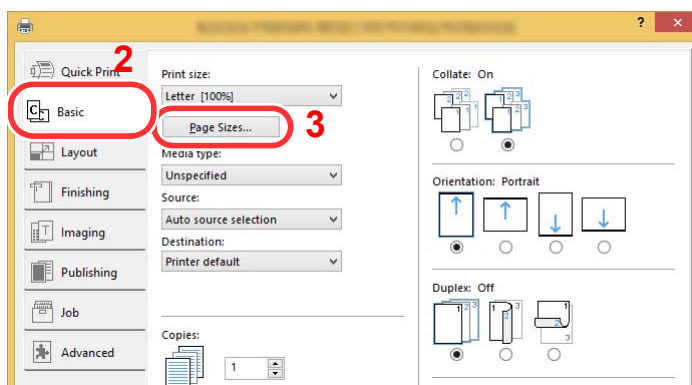 ?
×
2
Quick Print
Basic
Layout
Finishing
Imaging
Publishing
Job
Advanced
Print size:
Letter [100%]
Page Sizes...
3
Media type:
Unspecified
Source:
Auto source selection
Destination:
Printer default
Copies:
1
Collate: On
Orientation: Portrait
Duplex: Off